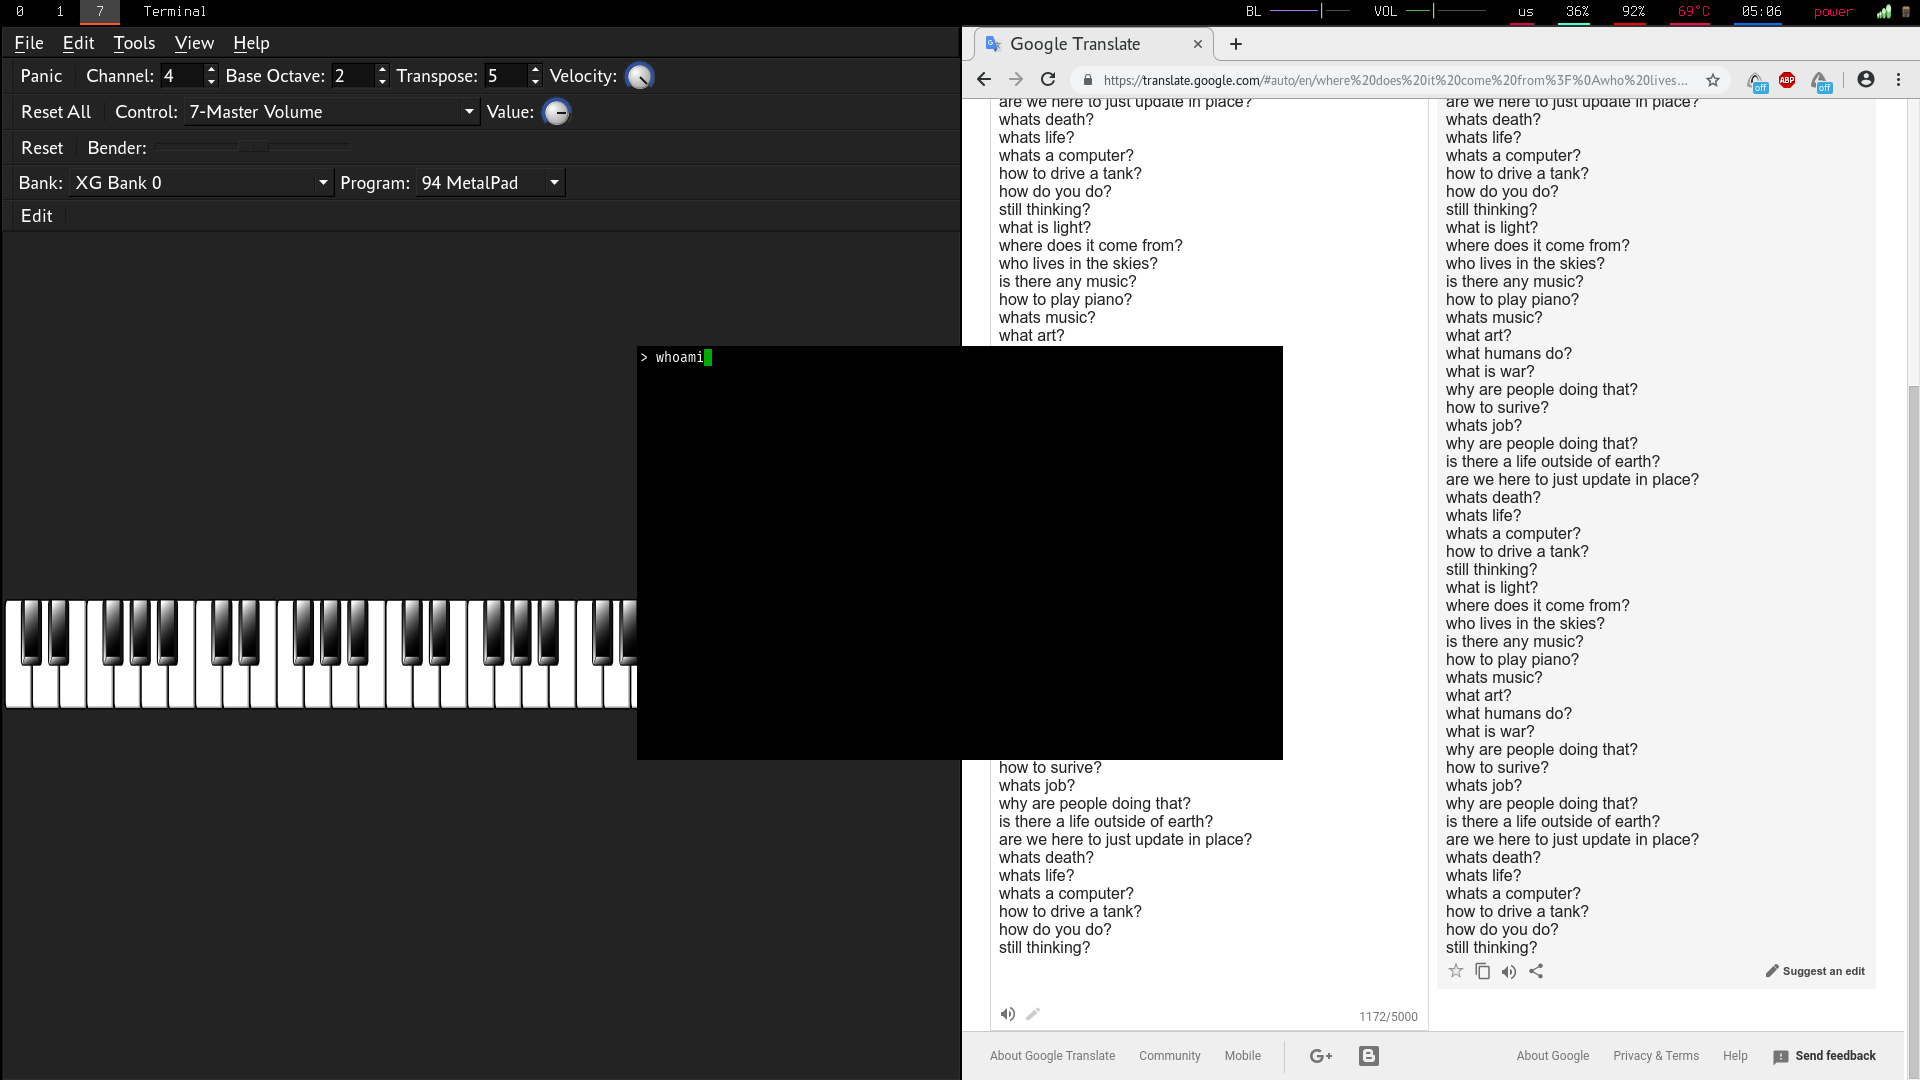 0 1 7 Terminal BL VOL us 36% 92% 69°C 05:06 power
File Edit Tools View Help
Panic Channel: 4 Base Octave: 2 Transpose: 5 Velocity:
Reset All Control: 7-Master Volume Value:
Reset Bender:
Bank: XG Bank 0 Program: 94 MetalPad
Edit
> whoami
Google Translate
https://translate.google.com/#auto/en/where%20does%20it%20come%20from%3F%0Awho%20lives...
off ABP off
are we here to just update in place?
whats death?
whats life?
whats a computer?
how to drive a tank?
how do you do?
still thinking?
what is light?
where does it come from?
who lives in the skies?
is there any music?
how to play piano?
whats music?
what art?
how to surive?
whats job?
why are people doing that?
is there a life outside of earth?
are we here to just update in place?
whats death?
whats life?
whats a computer?
how to drive a tank?
how do you do?
still thinking?
1172/5000
are we here to just update in place?
whats death?
whats life?
whats a computer?
how to drive a tank?
how do you do?
still thinking?
what is light?
where does it come from?
who lives in the skies?
is there any music?
how to play piano?
whats music?
what art?
what humans do?
what is war?
why are people doing that?
how to surive?
whats job?
why are people doing that?
is there a life outside of earth?
are we here to just update in place?
whats death?
whats life?
whats a computer?
how to drive a tank?
still thinking?
what is light?
where does it come from?
who lives in the skies?
is there any music?
how to play piano?
whats music?
what art?
what humans do?
what is war?
why are people doing that?
how to surive?
whats job?
why are people doing that?
is there a life outside of earth?
are we here to just update in place?
whats death?
whats life?
whats a computer?
how to drive a tank?
how do you do?
still thinking?
Suggest an edit
About Google Translate Community Mobile G+ About Google Privacy & Terms Help Send feedback